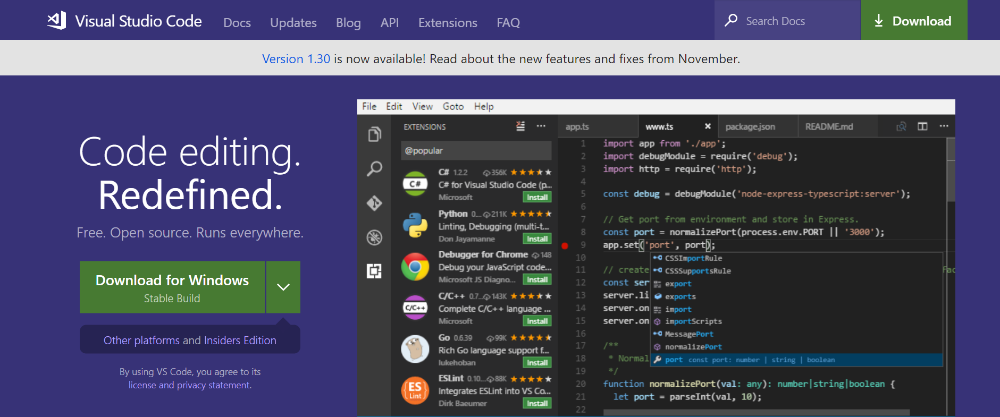 Visual Studio Code Docs Updates Blog API Extensions FAQ Search Docs Download
Version 1.30 is now available! Read about the new features and fixes from November.
Code editing.
Redefined.
Free. Open source. Runs everywhere.
Download for Windows
Stable Build
Other platforms and Insiders Edition
By using VS Code, you agree to its
license and privacy statement.
File Edit View Goto Help
EXTENSIONS
@popular
C# 1.2.2 356K
C# for Visual Studio Code (p...
Microsoft Install
C#
Python 0.... 211K
Linting, Debugging (multi-t...
Don Jayamanne Install
Debugger for Chrome 148
Debug your JavaScript code...
Microsoft JS Diagno... Install
C/C++ 0.7... 143K
Complete C/C++ language ...
Microsoft Install
C/C++
Go 0.6.39 99K
Rich Go language support f...
lukehoban Install
ESLint 0.10... 88K
Integrates ESLint into VS Co...
Dirk Baeumer Install
ES
Lint
app.ts www.ts package.json README.md
1 import app from './app';
2 import debugModule = require('debug');
3 import http = require('http');
4
5 const debug = debugModule('node-express-typescript:server');
6
7 // Get port from environment and store in Express.
8 const port = normalizePort(process.env.PORT || '3000');
9 app.set('port', port);
10
11 // create
12 const ser
13 server.li
14 server.on
15 server.on
16
17 /**
18 * Normal
19 */
20 function normalizePort(val: any): number|string|boolean {
21 let port = parseInt(val, 10);
22
CSSImportRule
CSSSupportsRule
export
exports
import
importScripts
MessagePort
normalizePort
port const port: number | string | boolean